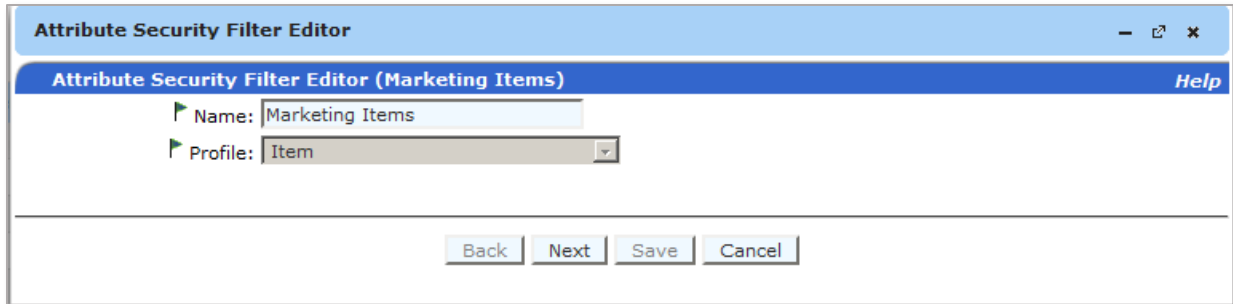 Attribute Security Filter Editor
Attribute Security Filter Editor (Marketing Items) Help
Name: Marketing Items
Profile: Item
Back Next Save Cancel